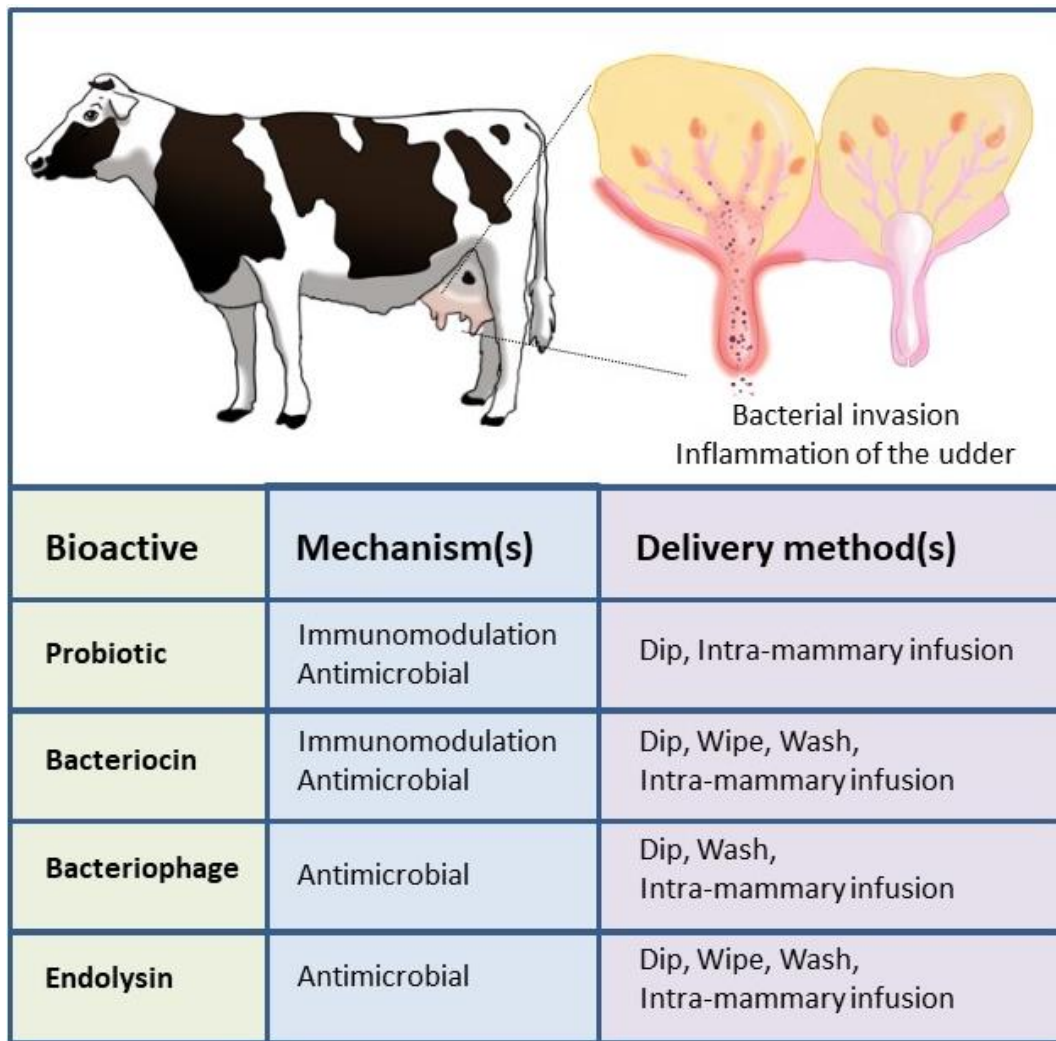 Bacterial invasion
Inflammation of the udder
Bioactive
Mechanism(s)
Delivery method(s)
Probiotic
Immunomodulation
Antimicrobial
Dip, Intra-mammary infusion
Bacteriocin
Immunomodulation
Antimicrobial
Dip, Wipe, Wash,
Intra-mammary infusion
Bacteriophage
Antimicrobial
Dip, Wash,
Intra-mammary infusion
Endolysin
Antimicrobial
Dip, Wipe, Wash,
Intra-mammary infusion